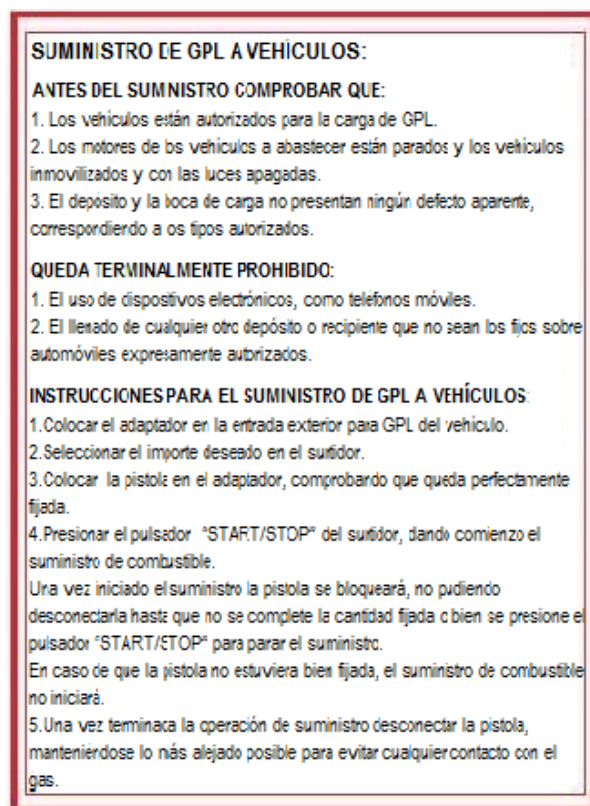 SUMINISTRO DE GPL A VEHÍCULOS:
ANTES DEL SUMINISTRO COMPROBAR QUE:
1. Los vehículos están autorizados para la carga de GPL.
2. Los motores de los vehículos a abastecer están parados y los vehículos
inmovilizados y con las luces apagadas.
3. El depósito y la boca de carga no presentan ningún defecto aparente,
correspondiendo a los tipos autorizados.
QUEDA TERMINALMENTE PROHIBIDO:
1. El uso de dispositivos electrónicos, como teléfonos móviles.
2. El llenado de cualquier otro depósito o recipiente que no sean los fijos sobre
automóviles expresamente autorizados.
INSTRUCCIONES PARA EL SUMINISTRO DE GPL A VEHÍCULOS:
1.Colocar el adaptador en la entrada exterior para GPL del vehículo.
2.Seleccionar el importe deseado en el surtidor.
3.Colocar la pistola en el adaptador, comprobando que queda perfectamente
fijada.
4.Presionar el pulsador "START/STOP" del surtidor, dando comienzo el
suministro de combustible.
Una vez iniciado el suministro la pistola se bloqueará, no pudiendo
desconectarla hasta que no se complete la cantidad fijada o bien se presione el
pulsador "START/STOP" para parar el suministro.
En caso de que la pistola no estuviera bien fijada, el suministro de combustible
no iniciará.
5.Una vez terminada la operación de suministro desconectar la pistola,
manteniéndose lo más alejado posible para evitar cualquier contacto con el
gas.